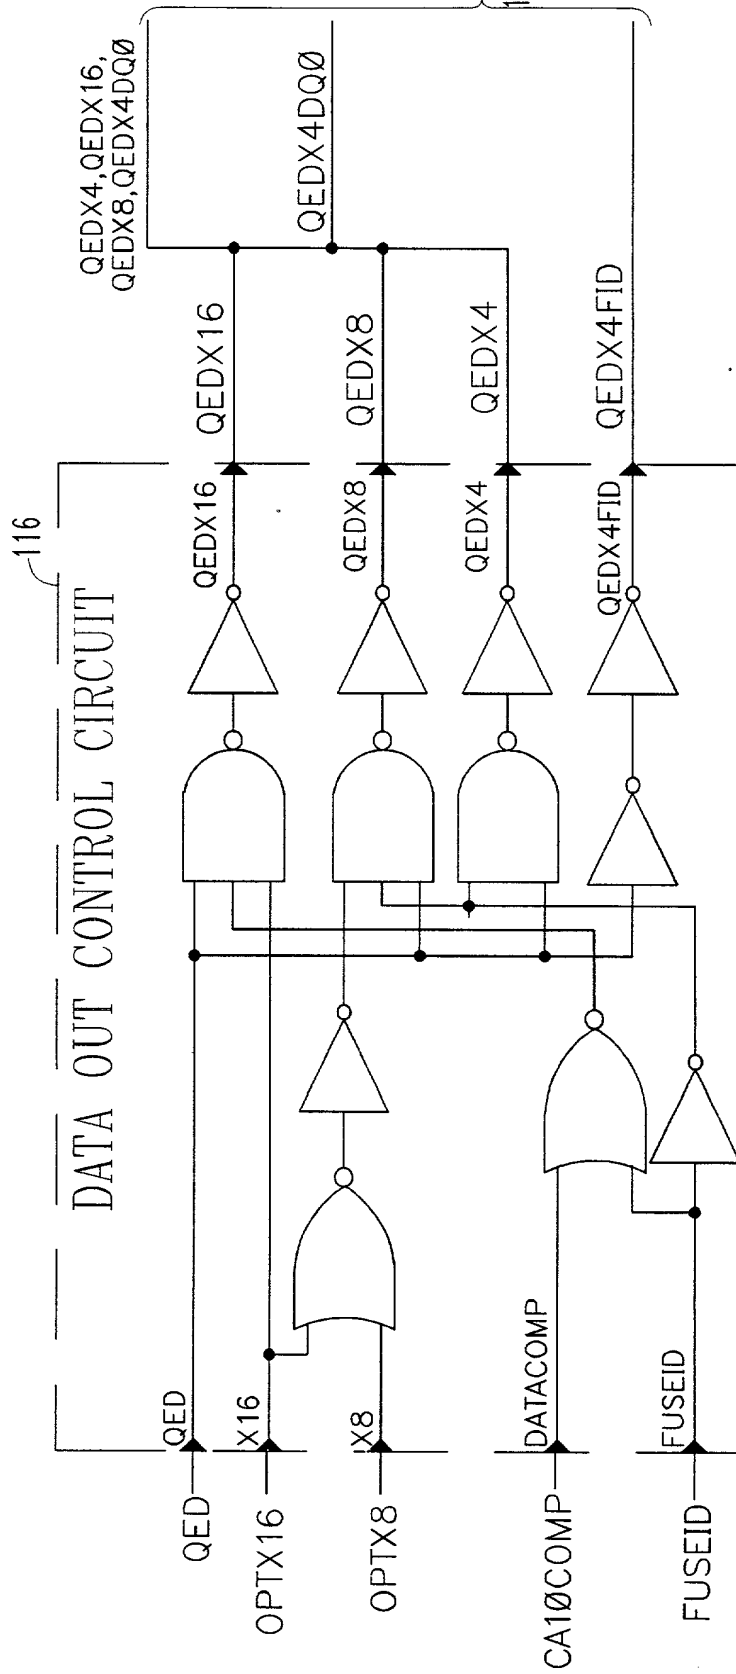 116
DATA OUT CONTROL CIRCUIT
QED
QED
OPTX16
X16
OPTX8
X8
CA1ØCOMP
DATACOMP
FUSEID
FUSEID
QEDX16
QEDX16
QEDX8
QEDX8
QEDX4
QEDX4
QEDX4FID
QEDX4FID
QEDX4,QEDX16,
QEDX8,QEDX4DQØ
QEDX4DQØ